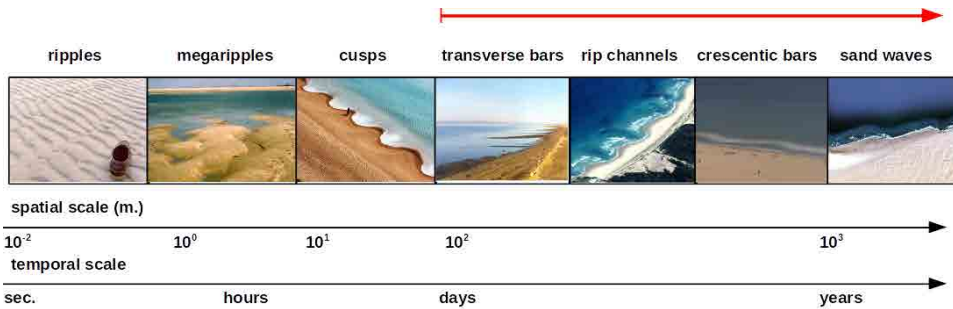 ripples megaripples cusps transverse bars rip channels crescentic bars sand waves
spatial scale (m.)
10⁻² 10⁰ 10¹ 10² 10³
temporal scale
sec. hours days years